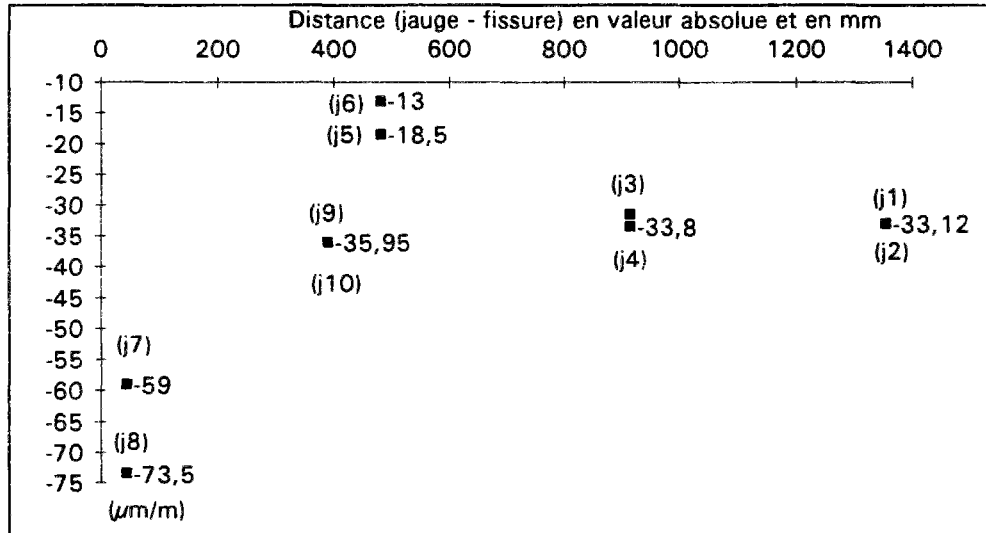 Distance (jauge - fissure) en valeur absolue et en mm
0 200 400 600 800 1000 1200 1400
-10
(j6) -13
-15
(j5) -18,5
-20
-25
(j3)
(j1)
-30
(j9)
-33,8
-33,12
-35
-35,95
(j4)
(j2)
-40
(j10)
-45
-50
(j7)
-55
-59
-60
-65
(j8)
-70
-73,5
-75
(μm/m)